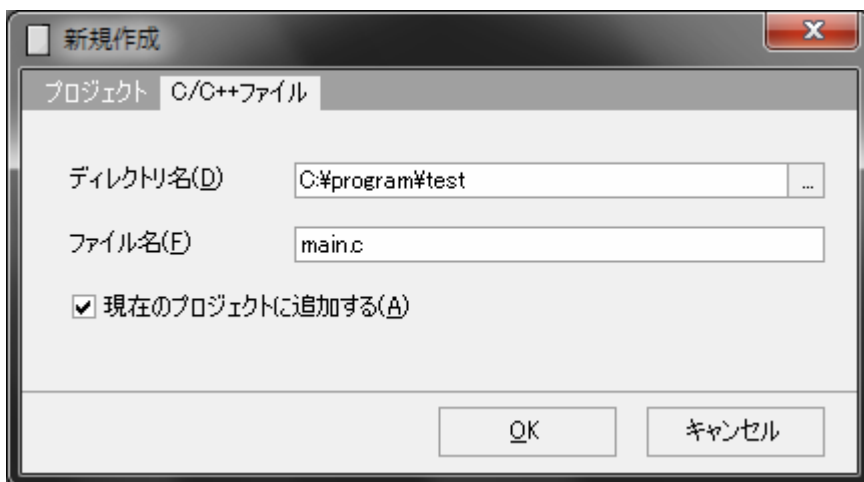 新規作成
プロジェクト C/C++ファイル
ディレクトリ名(D) C:¥program¥test ...
ファイル名(F) main.c
現在のプロジェクトに追加する(A)
OK キャンセル